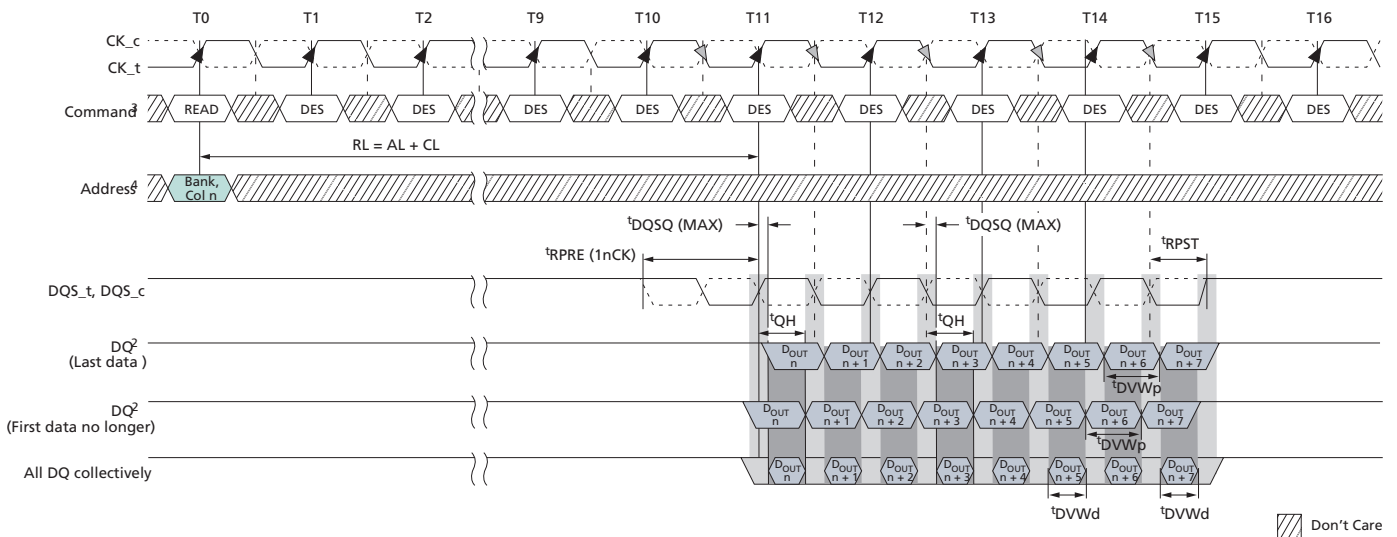 T0 T1 T2 T9 T10 T11 T12 T13 T14 T15 T16
CK_c
CK_t
Command3 READ DES DES DES DES DES DES DES DES DES DES
RL = AL + CL
Address4 Bank,
Col n
tDQSQ (MAX) tDQSQ (MAX)
tRPRE (1nCK) tRPST
DQS_t, DQS_c
tQH tQH
DQ2 DOUT DOUT DOUT DOUT DOUT DOUT DOUT DOUT
(Last data ) n n + 1 n + 2 n + 3 n + 4 n + 5 n + 6 n + 7
tDVWp
DQ2 DOUT DOUT DOUT DOUT DOUT DOUT DOUT DOUT
(First data no longer) n n + 1 n + 2 n + 3 n + 4 n + 5 n + 6 n + 7
tDVWp
All DQ collectively DOUT DOUT DOUT DOUT DOUT DOUT DOUT DOUT
n n + 1 n + 2 n + 3 n + 4 n + 5 n + 6 n + 7
tDVWd tDVWd
Don't Care